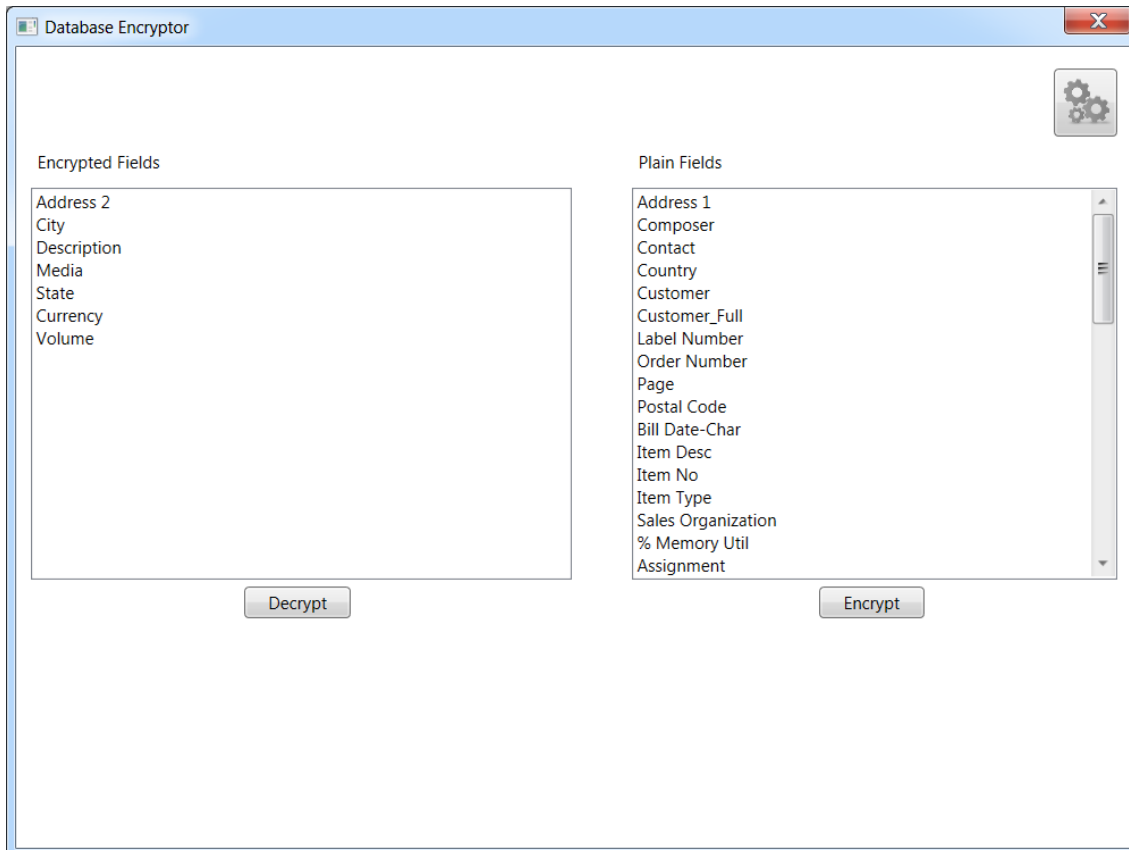 Database Encryptor
Encrypted Fields
Plain Fields
Address 2
City
Description
Media
State
Currency
Volume
Address 1
Composer
Contact
Country
Customer
Customer_Full
Label Number
Order Number
Page
Postal Code
Bill Date-Char
Item Desc
Item No
Item Type
Sales Organization
% Memory Util
Assignment
Decrypt
Encrypt